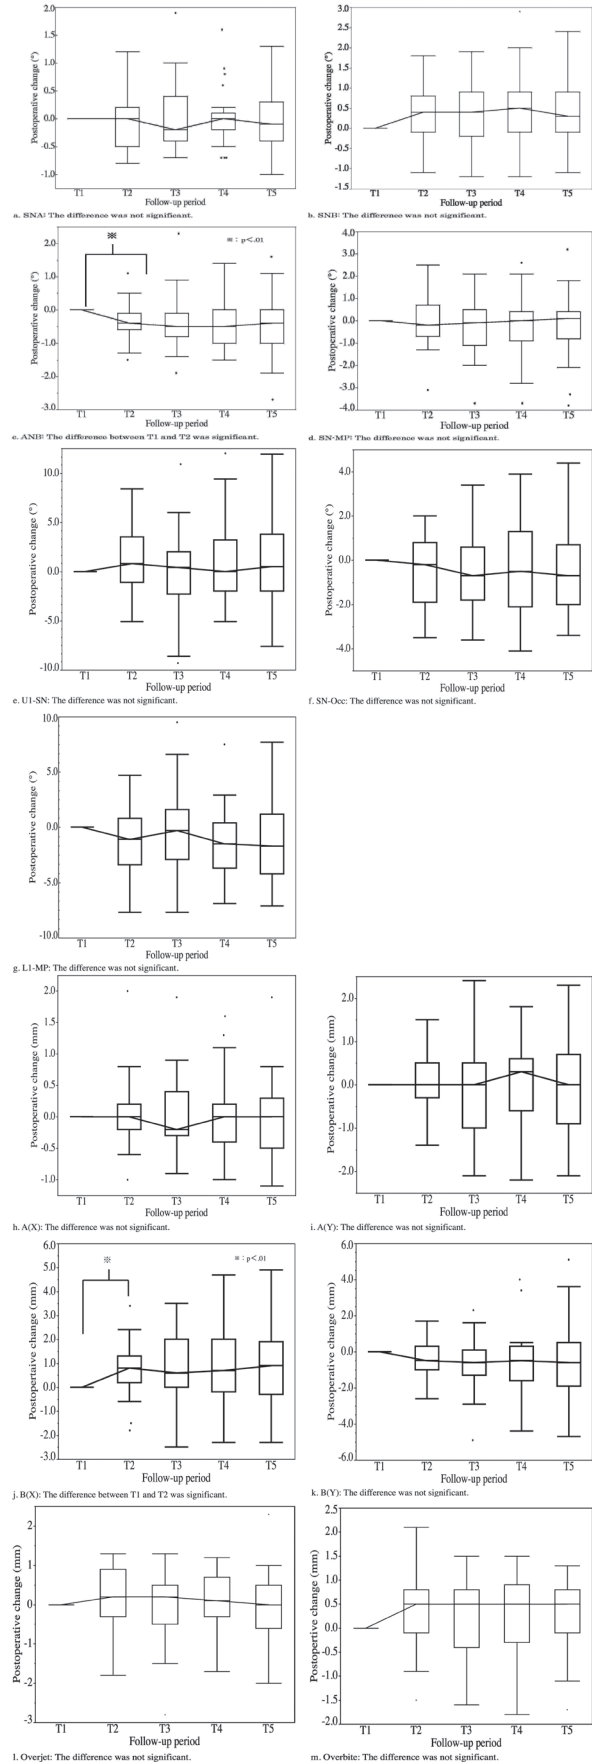 Postoperative change (°)
2.0
1.5
1.0
0.5
0.0
-0.5
-1.0
T1 T2 T3 T4 T5
Follow-up period
a. SNA: The difference was not significant.
Postoperative change (°)
3.0
2.5
2.0
1.5
1.0
0.5
0.0
-0.5
-1.0
-1.5
T1 T2 T3 T4 T5
Follow-up period
b. SNB: The difference was not significant.
Postoperative change (°)
2.0
1.0
0.0
-1.0
-2.0
-3.0
※
※ : p<.01
T1 T2 T3 T4 T5
Follow-up period
c. ANB: The difference between T1 and T2 was significant.
Postoperative change (°)
4.0
3.0
2.0
1.0
0.0
-1.0
-2.0
-3.0
-4.0
T1 T2 T3 T4 T5
Follow-up period
d. SN-MP: The difference was not significant.
Postoperative change (°)
10.0
5.0
0.0
-5.0
-10.0
T1 T2 T3 T4 T5
Follow-up period
e. U1-SN: The difference was not significant.
Postoperative change (°)
4.0
2.0
0.0
-2.0
-4.0
T1 T2 T3 T4 T5
Follow-up period
f. SN-Occ: The difference was not significant.
Postoperative change (°)
10.0
5.0
0.0
-5.0
-10.0
T1 T2 T3 T4 T5
Follow-up period
g. L1-MP: The difference was not significant.
Postoperative change (mm)
2.0
1.5
1.0
0.5
0.0
-0.5
-1.0
T1 T2 T3 T4 T5
Follow-up period
h. A(X): The difference was not significant.
Postoperative change (mm)
2.0
1.0
0.0
-1.0
-2.0
T1 T2 T3 T4 T5
Follow-up period
i. A(Y): The difference was not significant.
Postopertaive change (mm)
6.0
5.0
4.0
3.0
2.0
1.0
0.0
-1.0
-2.0
-3.0
※
※ : p<.01
T1 T2 T3 T4 T5
Follow-up period
j. B(X): The difference between T1 and T2 was significant.
Postoperative change (mm)
6.0
4.0
2.0
0.0
-2.0
-4.0
-6.0
T1 T2 T3 T4 T5
Follow-up period
k. B(Y): The difference was not significant.
Postoperative change (mm)
2
1
0
-1
-2
-3
T1 T2 T3 T4 T5
Follow-up period
l. Overjet: The difference was not significant.
Postopertive change (mm)
2.5
2.0
1.5
1.0
0.5
0.0
-0.5
-1.0
-1.5
-2.0
T1 T2 T3 T4 T5
Follow-up period
m. Overbite: The difference was not significant.